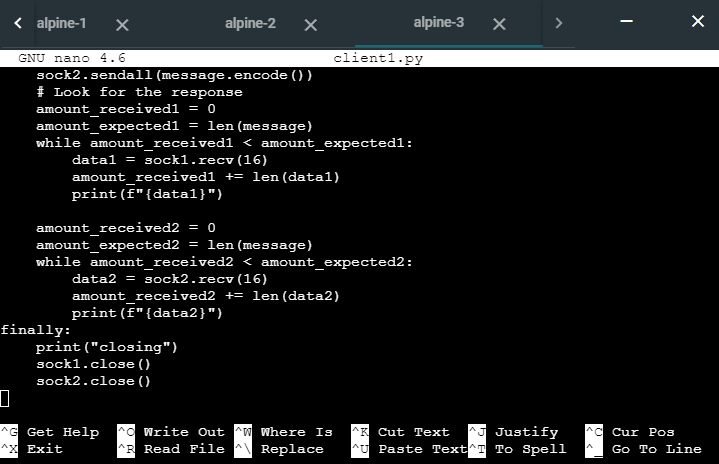 alpine-1 alpine-2 alpine-3
GNU nano 4.6 client1.py
    sock2.sendall(message.encode())
    # Look for the response
    amount_received1 = 0
    amount_expected1 = len(message)
    while amount_received1 < amount_expected1:
        data1 = sock1.recv(16)
        amount_received1 += len(data1)
        print(f"{data1}")

    amount_received2 = 0
    amount_expected2 = len(message)
    while amount_received2 < amount_expected2:
        data2 = sock2.recv(16)
        amount_received2 += len(data2)
        print(f"{data2}")
finally:
    print("closing")
    sock1.close()
    sock2.close()
^G Get Help ^O Write Out ^W Where Is ^K Cut Text ^J Justify ^C Cur Pos
^X Exit ^R Read File ^\ Replace ^U Paste Text ^T To Spell ^_ Go To Line